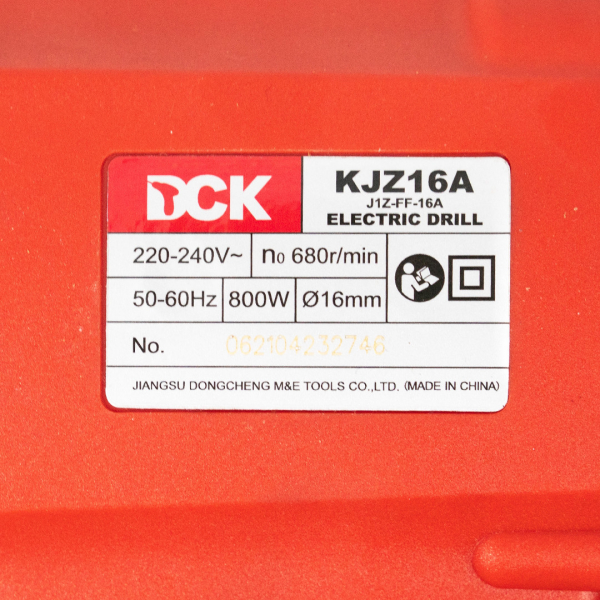 DCK
KJZ16A
J1Z-FF-16A
ELECTRIC DRILL
220-240V~ n₀ 680r/min
50-60Hz 800W Ø16mm
No. 062104232746
JIANGSU DONGCHENG M&E TOOLS CO.,LTD. (MADE IN CHINA)